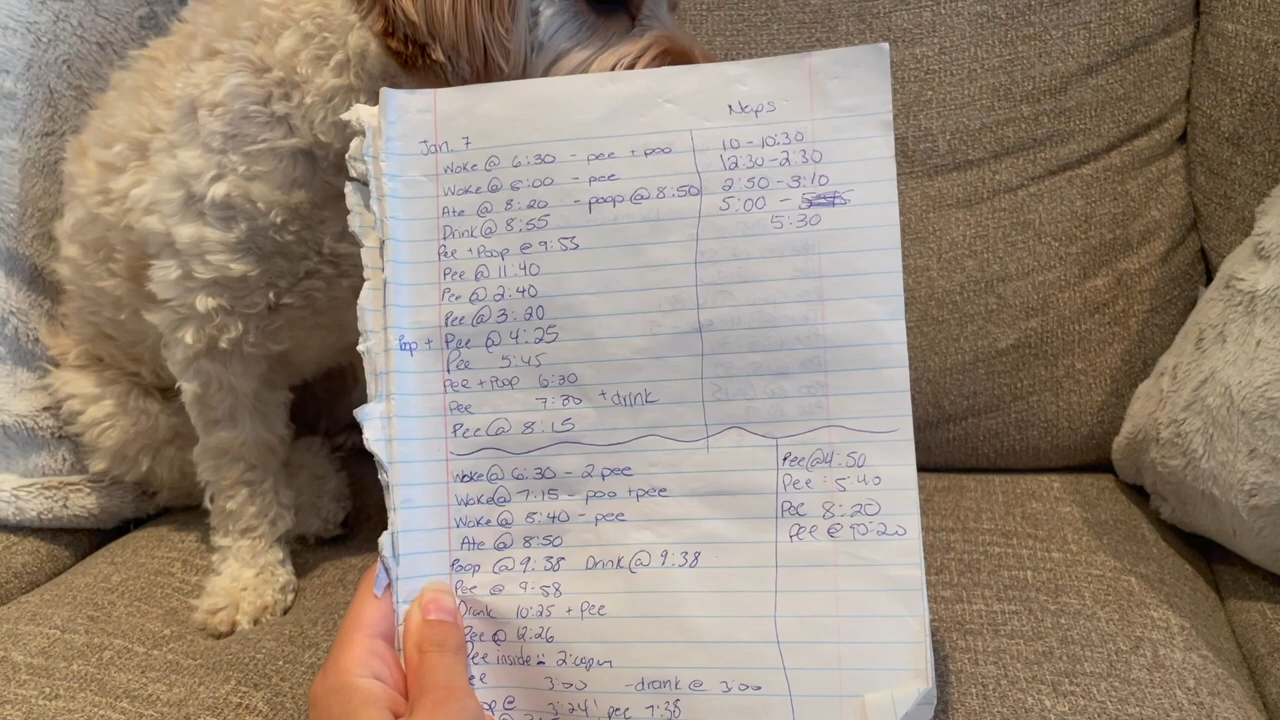 Jan. 7
Woke @ 6:30 - pee + poo
Woke @ 8:00 - pee
Ate @ 8:20 - poop @ 8:50
Drink @ 8:55
Pee + Poop @ 9:55
Pee @ 11:40
Pee @ 2:40
Pee @ 3:20
Poop + Pee @ 4:25
Pee 5:45
Pee + Poop 6:30
Pee 7:30 + drink
Pee @ 8:15
Naps
10 - 10:30
12:30 - 2:30
2:50 - 3:10
5:00 -
5:30
Woke @ 6:30 - 2 pee
Woke @ 7:15 - poo + pee
Woke @ 8:40 - pee
Ate @ 8:50
Poop @ 9:38 Drink @ 9:38
Pee @ 9:58
Drank 10:25 + Pee
Pee @ 12:26
Pee inside
3:00 - drank @ 3:00
@ 3:24 pee 7:38
Pee @ 4:50
Pee : 5:40
Pee 8:20
Pee @ 10:20